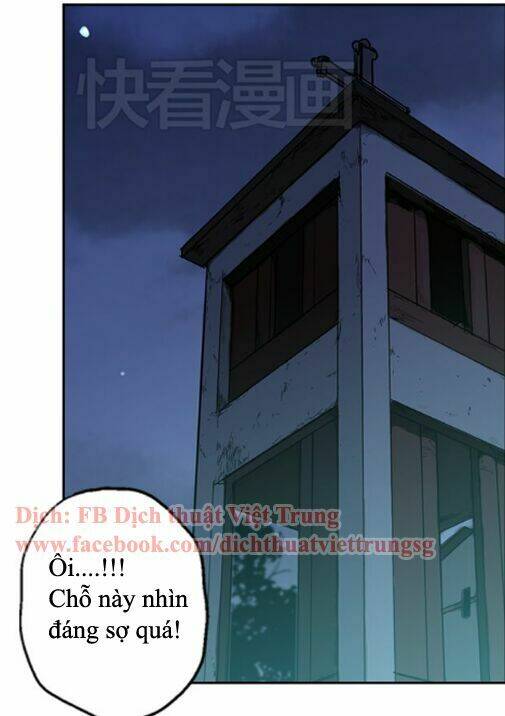 快看漫画
Dịch: FB Dịch thuật Việt Trung
www.facebook.com/dichthuatviettrungsg
Ôi....!!!
Chỗ này nhìn
đáng sợ quá!